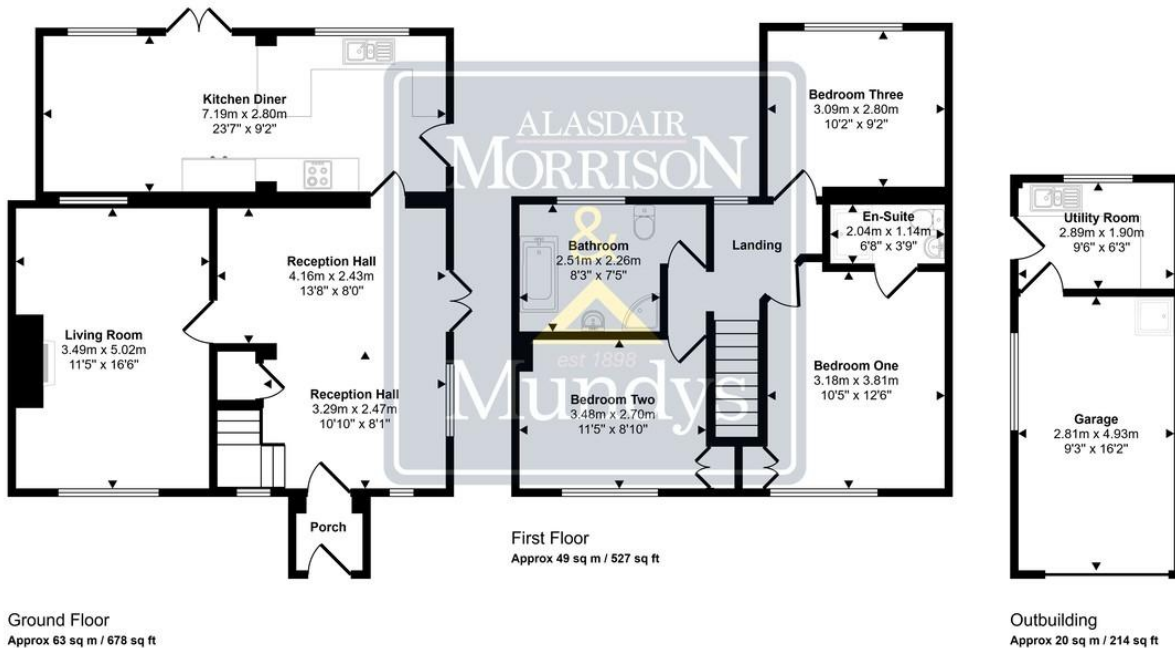 Kitchen Diner
7.19m x 2.80m
23'7" x 9'2"
Reception Hall
4.16m x 2.43m
13'8" x 8'0"
Living Room
3.49m x 5.02m
11'5" x 16'6"
Reception Hall
3.29m x 2.47m
10'10" x 8'1"
Porch
Ground Floor
Approx 63 sq m / 678 sq ft
ALASDAIR
MORRISON
&
est 1898
Mundys
Bedroom Three
3.09m x 2.80m
10'2" x 9'2"
En-Suite
2.04m x 1.14m
6'8" x 3'9"
Landing
Bathroom
2.51m x 2.26m
8'3" x 7'5"
Bedroom One
3.18m x 3.81m
10'5" x 12'6"
Bedroom Two
3.48m x 2.70m
11'5" x 8'10"
First Floor
Approx 49 sq m / 527 sq ft
Utility Room
2.89m x 1.90m
9'6" x 6'3"
Garage
2.81m x 4.93m
9'3" x 16'2"
Outbuilding
Approx 20 sq m / 214 sq ft